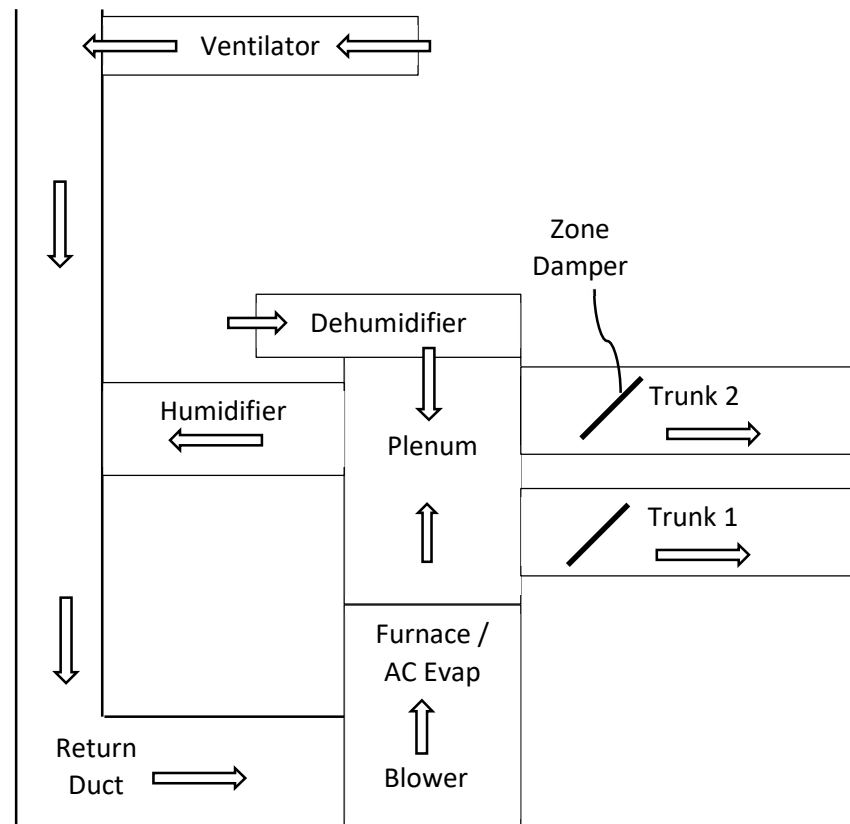 Ventilator
Zone
Damper
Dehumidifier
Trunk 2
Humidifier
Plenum
Trunk 1
Furnace /
AC Evap
Return
Duct
Blower